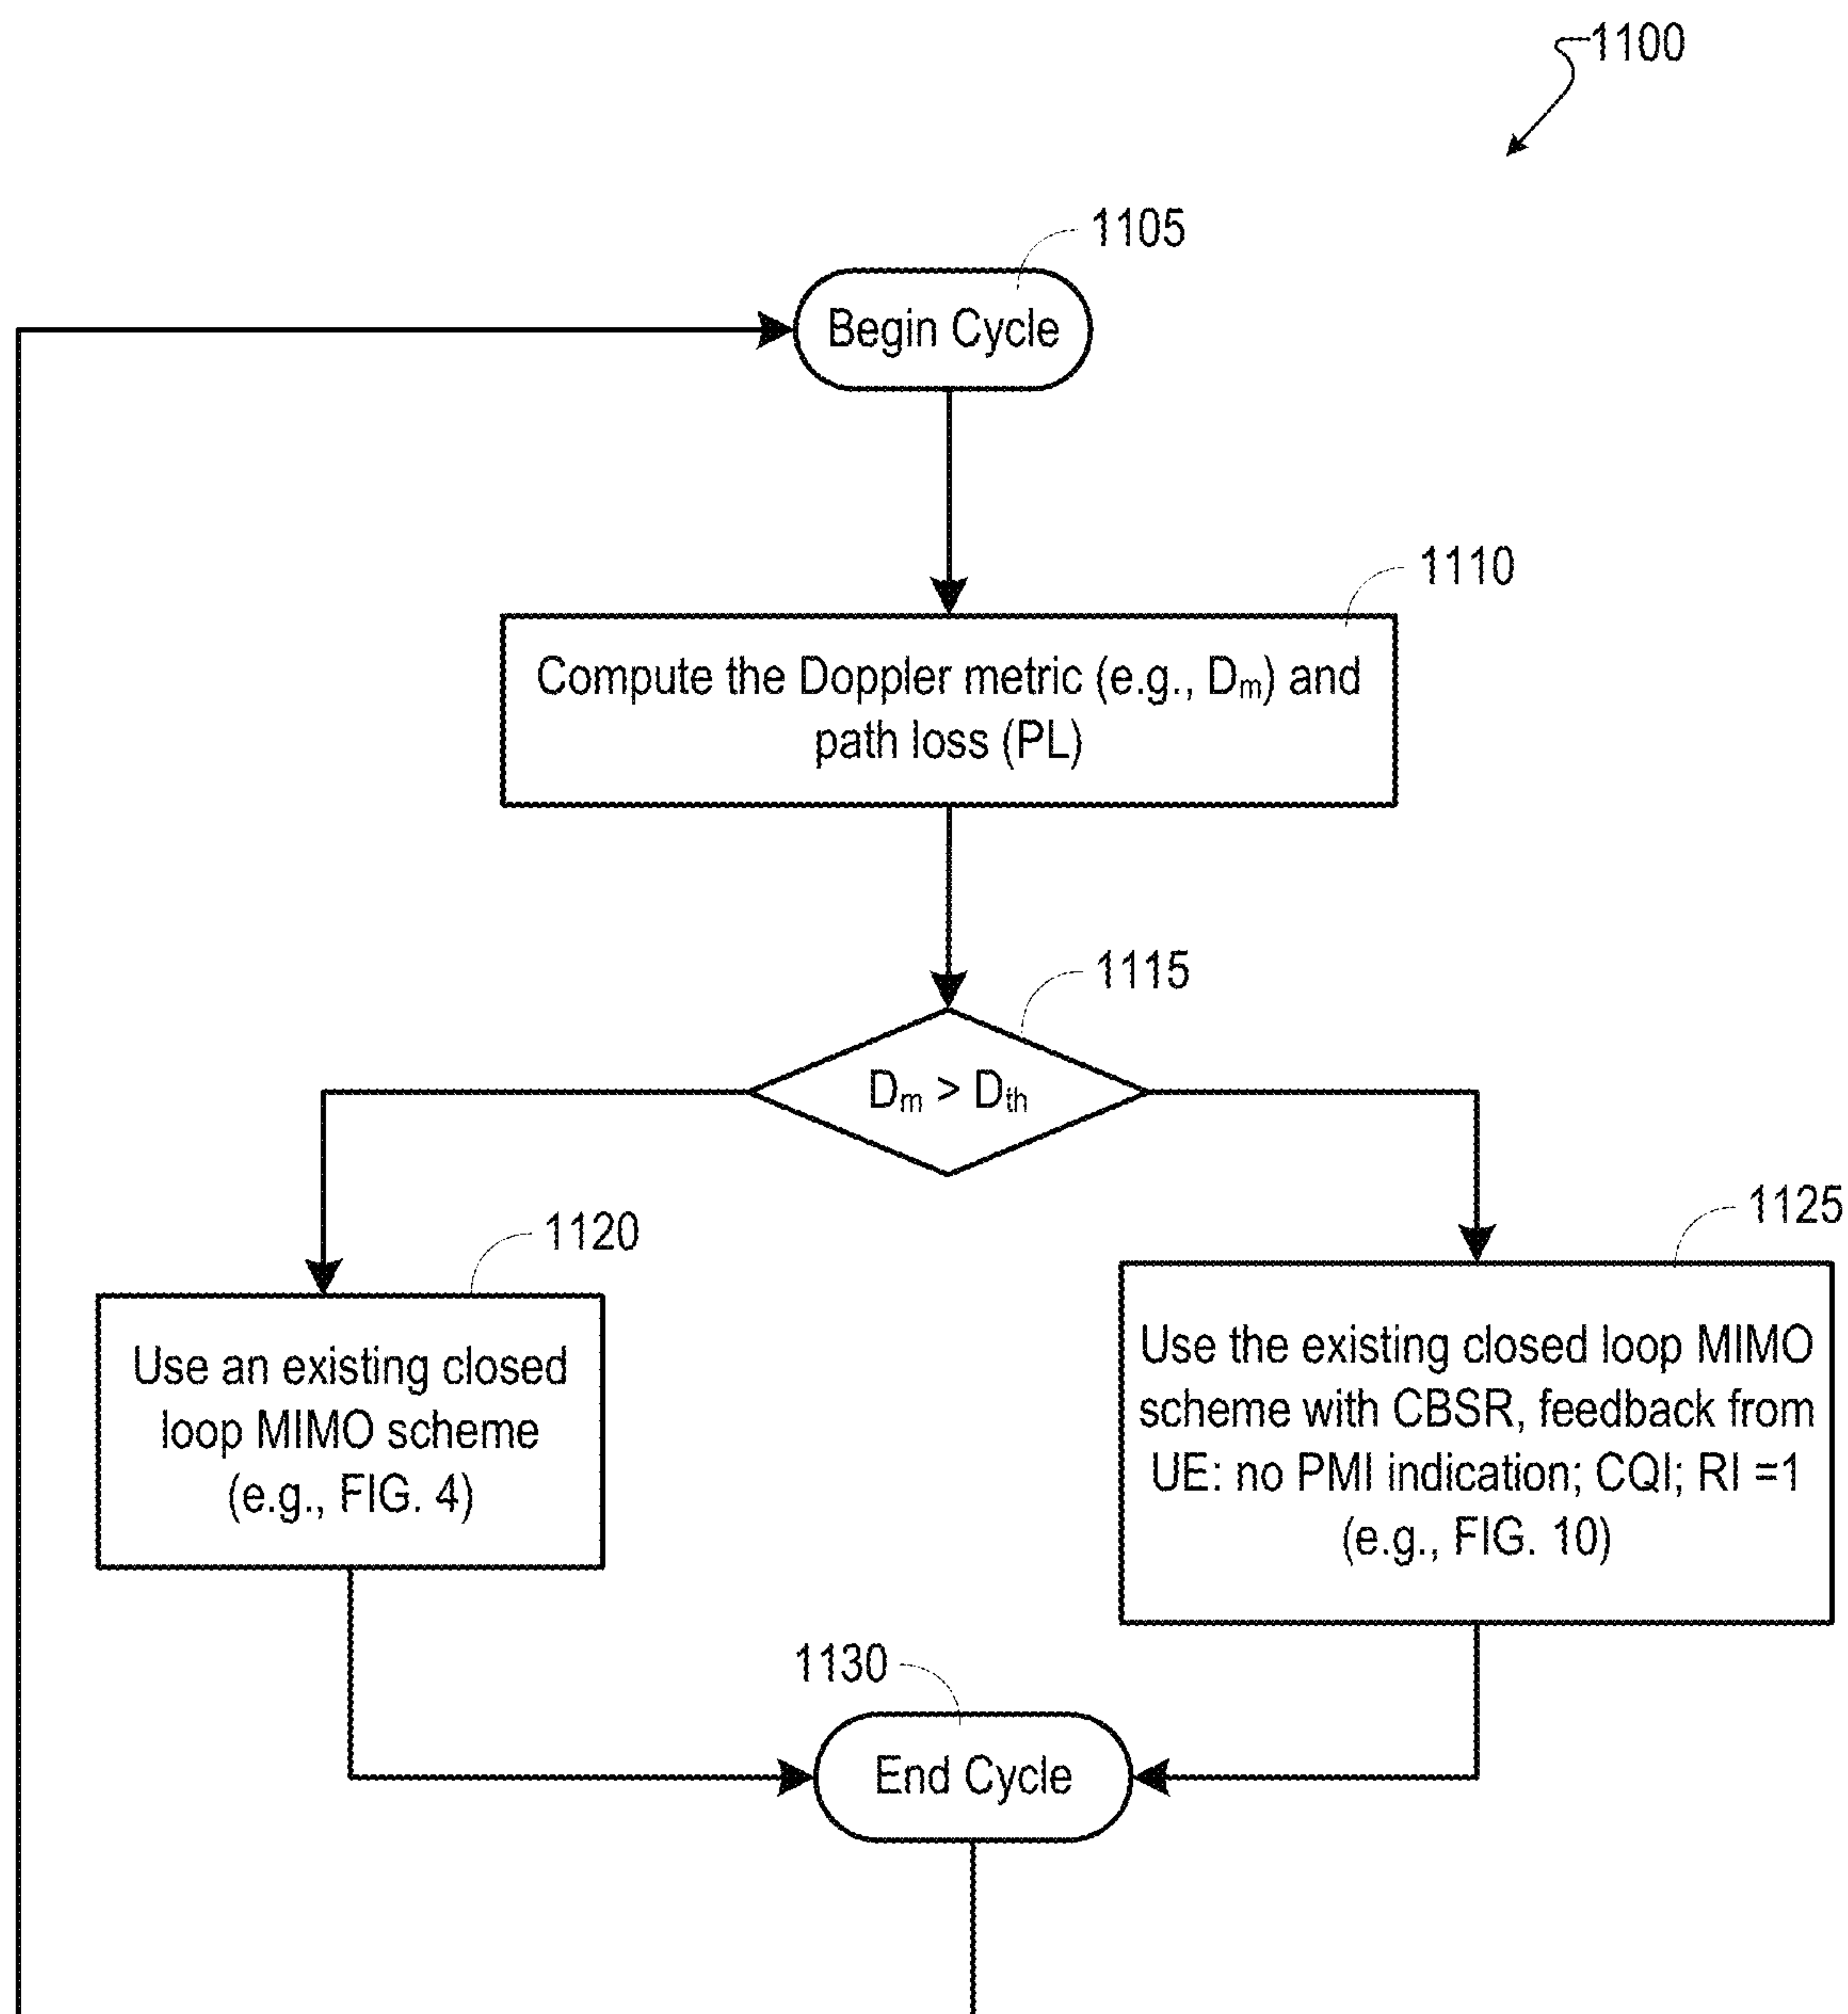 1100
1105
Begin Cycle
1110
Compute the Doppler metric (e.g., Dₘ) and
path loss (PL)
1115
Dₘ > Dₜₕ
1120
Use an existing closed
loop MIMO scheme
(e.g., FIG. 4)
1125
Use the existing closed loop MIMO
scheme with CBSR, feedback from
UE: no PMI indication; CQI; RI =1
(e.g., FIG. 10)
1130
End Cycle